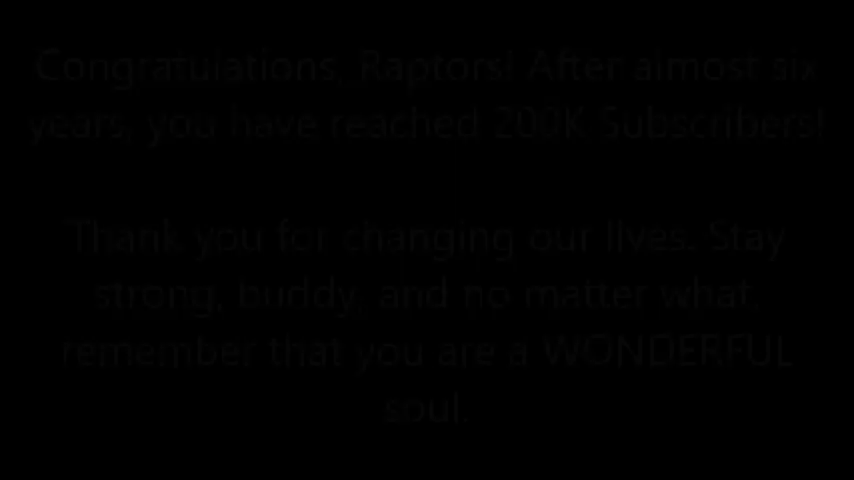 Congratulations, Raptors! After almost six
years, you have reached 200K Subscribers!
Thank you for changing our lives. Stay
strong, buddy, and no matter what,
remember that you are a WONDERFUL
soul.